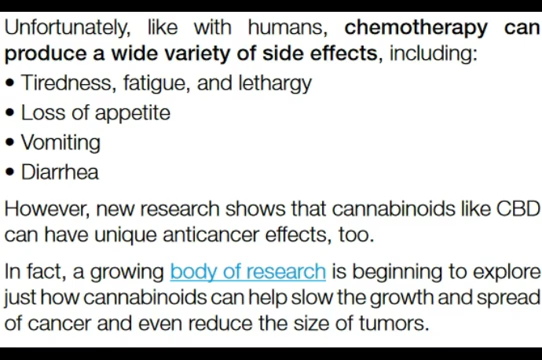 Unfortunately, like with humans, chemotherapy can
produce a wide variety of side effects, including:
• Tiredness, fatigue, and lethargy
• Loss of appetite
• Vomiting
• Diarrhea
However, new research shows that cannabinoids like CBD
can have unique anticancer effects, too.
In fact, a growing body of research is beginning to explore
just how cannabinoids can help slow the growth and spread
of cancer and even reduce the size of tumors.